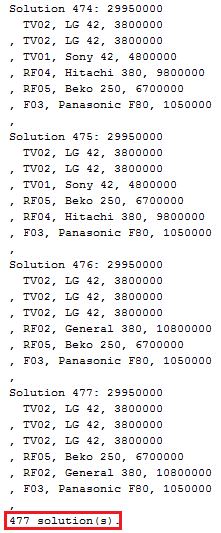 Solution 474: 29950000
TV02, LG 42, 3800000
, TV02, LG 42, 3800000
, TV01, Sony 42, 4800000
, RF04, Hitachi 380, 9800000
, RF05, Beko 250, 6700000
, F03, Panasonic F80, 1050000
,
Solution 475: 29950000
TV02, LG 42, 3800000
, TV02, LG 42, 3800000
, TV01, Sony 42, 4800000
, RF05, Beko 250, 6700000
, RF04, Hitachi 380, 9800000
, F03, Panasonic F80, 1050000
,
Solution 476: 29950000
TV02, LG 42, 3800000
, TV02, LG 42, 3800000
, TV02, LG 42, 3800000
, RF02, General 380, 10800000
, RF05, Beko 250, 6700000
, F03, Panasonic F80, 1050000
,
Solution 477: 29950000
TV02, LG 42, 3800000
, TV02, LG 42, 3800000
, TV02, LG 42, 3800000
, RF05, Beko 250, 6700000
, RF02, General 380, 10800000
, F03, Panasonic F80, 1050000
,
477 solution(s).